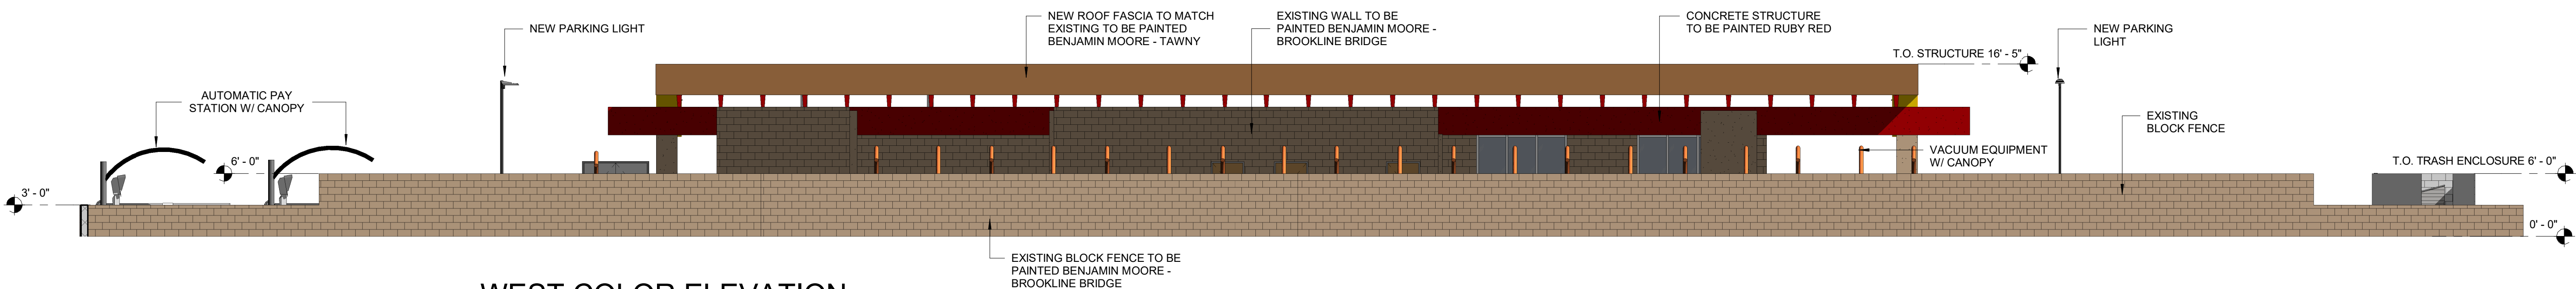 NEW PARKING LIGHT
NEW ROOF FASCIA TO MATCH
EXISTING TO BE PAINTED
BENJAMIN MOORE - TAWNY
EXISTING WALL TO BE
PAINTED BENJAMIN MOORE -
BROOKLINE BRIDGE
CONCRETE STRUCTURE
TO BE PAINTED RUBY RED
NEW PARKING
LIGHT
T.O. STRUCTURE 16' - 5"
AUTOMATIC PAY
STATION W/ CANOPY
EXISTING
BLOCK FENCE
VACUUM EQUIPMENT
W/ CANOPY
6' - 0"
T.O. TRASH ENCLOSURE 6' - 0"
3' - 0"
0' - 0"
EXISTING BLOCK FENCE TO BE
PAINTED BENJAMIN MOORE -
BROOKLINE BRIDGE
WEST COLOR ELEVATION